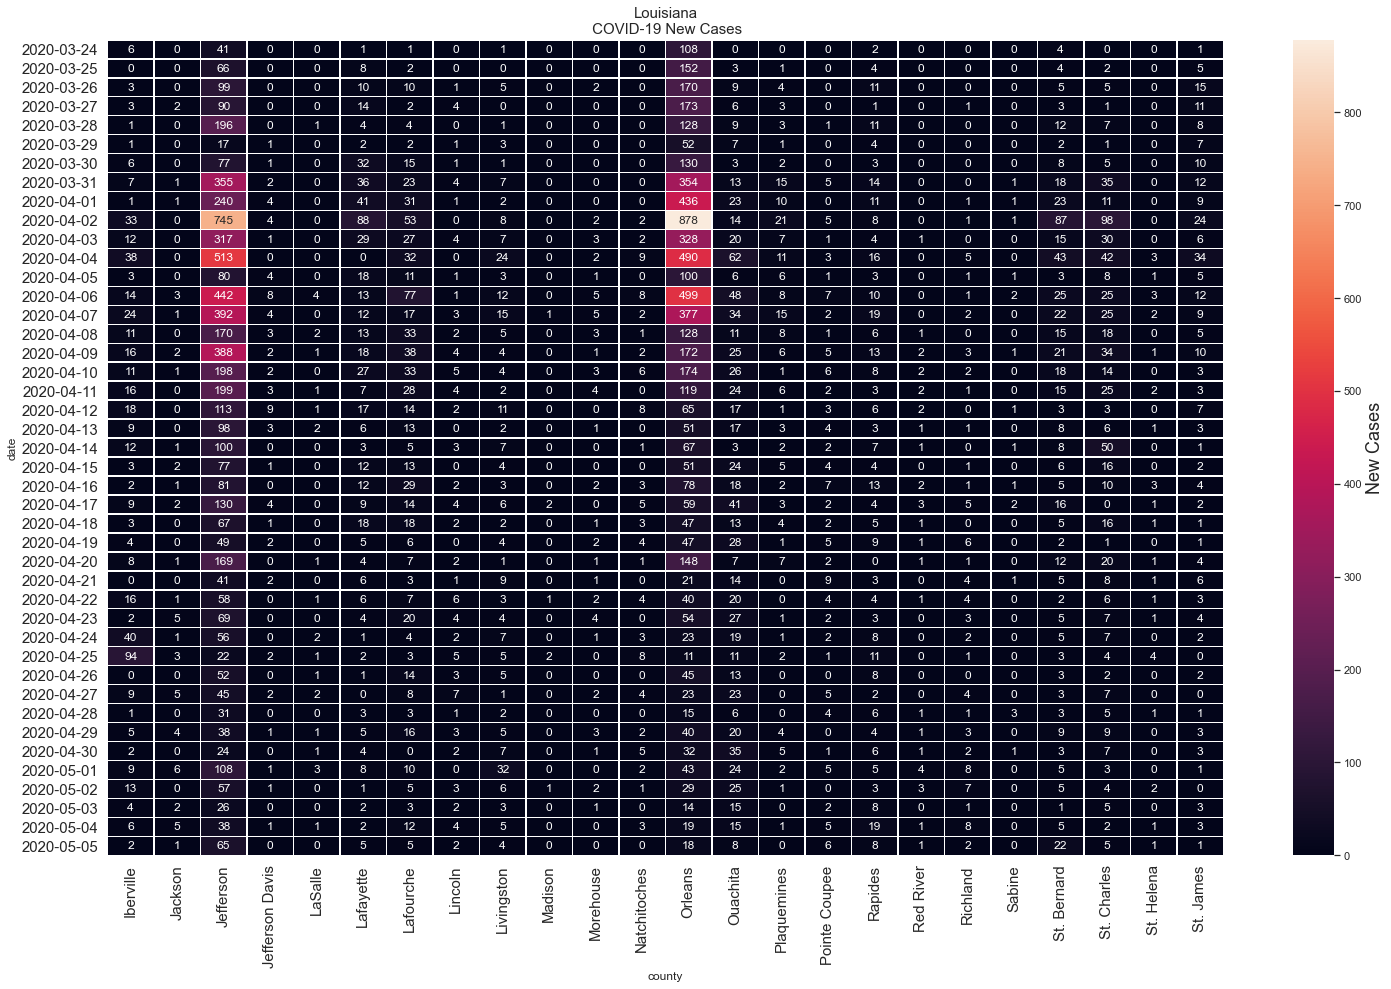 Louisiana
COVID-19 New Cases
2020-03-24 6 0 41 0 0 1 1 0 1 0 0 0 108 0 0 0 2 0 0 0 4 0 0 1
2020-03-25 0 0 66 0 0 8 2 0 0 0 0 0 152 3 1 0 4 0 0 0 4 2 0 5
2020-03-26 3 0 99 0 0 10 10 1 5 0 2 0 170 9 4 0 11 0 0 0 5 5 0 15
2020-03-27 3 2 90 0 0 14 2 4 0 0 0 0 173 6 3 0 1 0 1 0 3 1 0 11
2020-03-28 1 0 196 0 1 4 4 0 1 0 0 0 128 9 3 1 11 0 0 0 12 7 0 8
2020-03-29 1 0 17 1 0 2 2 1 3 0 0 0 52 7 1 0 4 0 0 0 2 1 0 7
2020-03-30 6 0 77 1 0 32 15 1 1 0 0 0 130 3 2 0 3 0 0 0 8 5 0 10
2020-03-31 7 1 355 2 0 36 23 4 7 0 0 0 354 13 15 5 14 0 0 1 18 35 0 12
2020-04-01 1 1 240 4 0 41 31 1 2 0 0 0 436 23 10 0 11 0 1 1 23 11 0 9
2020-04-02 33 0 745 4 0 88 53 0 8 0 2 2 878 14 21 5 8 0 1 1 87 98 0 24
2020-04-03 12 0 317 1 0 29 27 4 7 0 3 2 328 20 7 1 4 1 0 0 15 30 0 6
2020-04-04 38 0 513 0 0 0 32 0 24 0 2 9 490 62 11 3 16 0 5 0 43 42 3 34
2020-04-05 3 0 80 4 0 18 11 1 3 0 1 0 100 6 6 1 3 0 1 1 3 8 1 5
2020-04-06 14 3 442 8 4 13 77 1 12 0 5 8 499 48 8 7 10 0 1 2 25 25 3 12
2020-04-07 24 1 392 4 0 12 17 3 15 1 5 2 377 34 15 2 19 0 2 0 22 25 2 9
2020-04-08 11 0 170 3 2 13 33 2 5 0 3 1 128 11 8 1 6 1 0 0 15 18 0 5
2020-04-09 16 2 388 2 1 18 38 4 4 0 1 2 172 25 6 5 13 2 3 1 21 34 1 10
2020-04-10 11 1 198 2 0 27 33 5 4 0 3 6 174 26 1 6 8 2 2 0 18 14 0 3
2020-04-11 16 0 199 3 1 7 28 4 2 0 4 0 119 24 6 2 3 2 1 0 15 25 2 3
2020-04-12 18 0 113 9 1 17 14 2 11 0 0 8 65 17 1 3 6 2 0 1 3 3 0 7
2020-04-13 9 0 98 3 2 6 13 0 2 0 1 0 51 17 3 4 3 1 1 0 8 6 1 3
2020-04-14 12 1 100 0 0 3 5 3 7 0 0 1 67 3 2 2 7 1 0 1 8 50 0 1
2020-04-15 3 2 77 1 0 12 13 0 4 0 0 0 51 24 5 4 4 0 1 0 6 16 0 2
2020-04-16 2 1 81 0 0 12 29 2 3 0 2 3 78 18 2 7 13 2 1 1 5 10 3 4
2020-04-17 9 2 130 4 0 9 14 4 6 2 0 5 59 41 3 2 4 3 5 2 16 0 1 2
2020-04-18 3 0 67 1 0 18 18 2 2 0 1 3 47 13 4 2 5 1 0 0 5 16 1 1
2020-04-19 4 0 49 2 0 5 6 0 4 0 2 4 47 28 1 5 9 1 6 0 2 1 0 1
2020-04-20 8 1 169 0 1 4 7 2 1 0 1 1 148 7 7 2 0 1 1 0 12 20 1 4
2020-04-21 0 0 41 2 0 6 3 1 9 0 1 0 21 14 0 9 3 0 4 1 5 8 1 6
2020-04-22 16 1 58 0 1 6 7 6 3 1 2 4 40 20 0 4 4 1 4 0 2 6 1 3
2020-04-23 2 5 69 0 0 4 20 4 4 0 4 0 54 27 1 2 3 0 3 0 5 7 1 4
2020-04-24 40 1 56 0 2 1 4 2 7 0 1 3 23 19 1 2 8 0 2 0 5 7 0 2
2020-04-25 94 3 22 2 1 2 3 5 5 2 0 8 11 11 2 1 11 0 1 0 3 4 4 0
2020-04-26 0 0 52 0 1 1 14 3 5 0 0 0 45 13 0 0 8 0 0 0 3 2 0 2
2020-04-27 9 5 45 2 2 0 8 7 1 0 2 4 23 23 0 5 2 0 4 0 3 7 0 0
2020-04-28 1 0 31 0 0 3 3 1 2 0 0 0 15 6 0 4 6 1 1 3 3 5 1 1
2020-04-29 5 4 38 1 1 5 16 3 5 0 3 2 40 20 4 0 4 1 3 0 9 9 0 3
2020-04-30 2 0 24 0 1 4 0 2 7 0 1 5 32 35 5 1 6 1 2 1 3 7 0 3
2020-05-01 9 6 108 1 3 8 10 0 32 0 0 2 43 24 2 5 5 4 8 0 5 3 0 1
2020-05-02 13 0 57 1 0 1 5 3 6 1 2 1 29 25 1 0 3 3 7 0 5 4 2 0
2020-05-03 4 2 26 0 0 2 3 2 3 0 1 0 14 15 0 2 8 0 1 0 1 5 0 3
2020-05-04 6 5 38 1 1 2 12 4 5 0 0 3 19 15 1 5 19 1 8 0 5 2 1 3
2020-05-05 2 1 65 0 0 5 5 2 4 0 0 0 18 8 0 6 8 1 2 0 22 5 1 1
date
Iberville Jackson Jefferson Jefferson Davis LaSalle Lafayette Lafourche Lincoln Livingston Madison Morehouse Natchitoches Orleans Ouachita Plaquemines Pointe Coupee Rapides Red River Richland Sabine St. Bernard St. Charles St. Helena St. James
county
800
700
600
500
400
300
200
100
0
New Cases